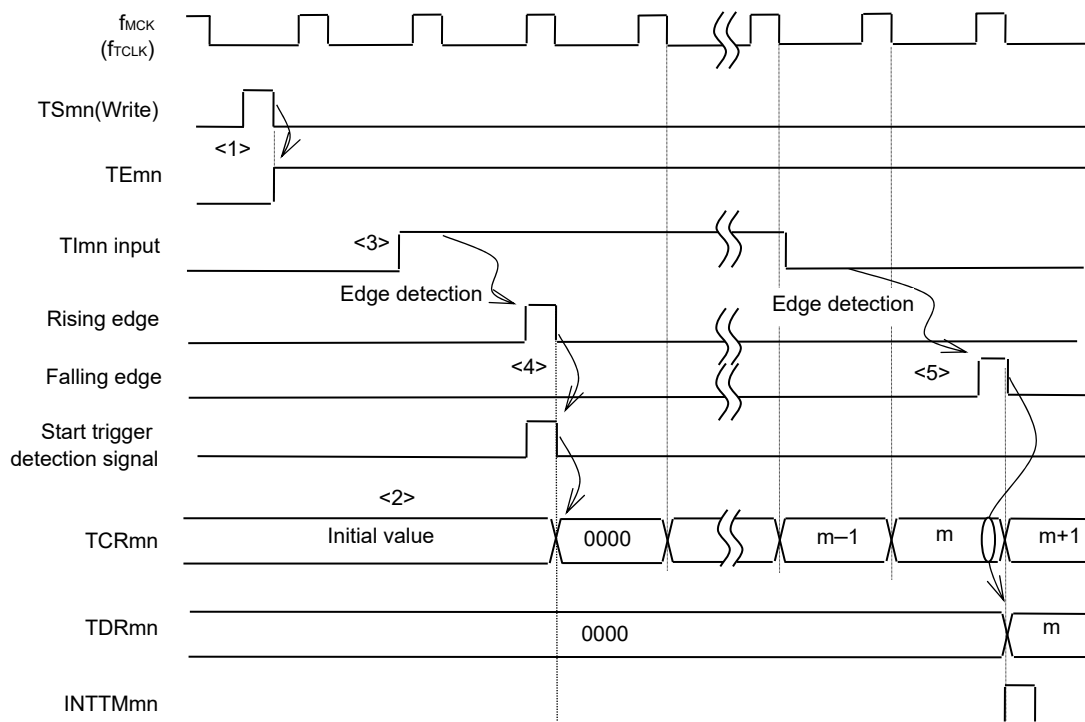 fMCK
(fTCLK)
TSmn(Write)
<1>
TEmn
TImn input
<3>
Edge detection
Edge detection
Rising edge
<4>
<5>
Falling edge
Start trigger
detection signal
<2>
TCRmn
Initial value
0000
m–1
m
m+1
TDRmn
0000
m
INTTMmn